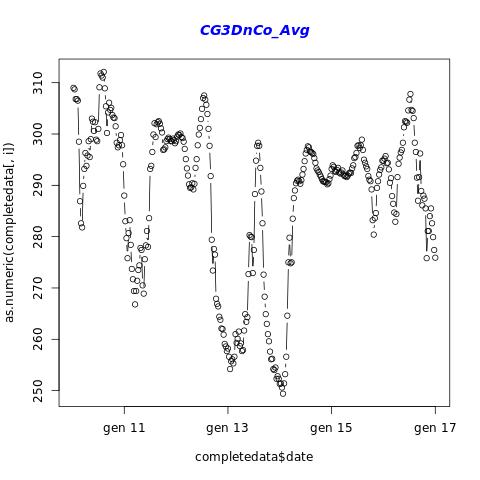 CG3DnCo_Avg
as.numeric(completedata[, i])
310
300
290
280
270
260
250
gen 11
gen 13
gen 15
gen 17
completedata$date